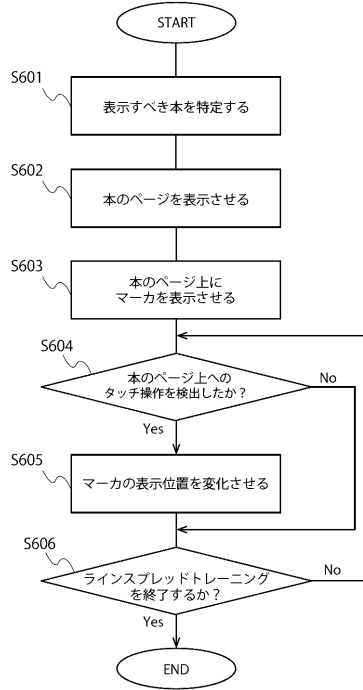 START
S601
表示すべき本を特定する
S602
本のページを表示させる
S603
本のページ上に
マーカを表示させる
S604
本のページ上への
タッチ操作を検出したか？
No
Yes
S605
マーカの表示位置を変化させる
S606
ラインスプレッドトレーニング
を終了するか？
No
Yes
END